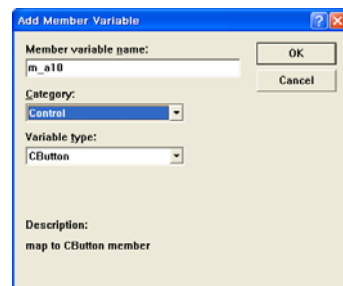 Add Member Variable
Member variable name:
OK
m_a10
Cancel
Category:
Control
Variable type:
CButton
Description:
map to CButton member